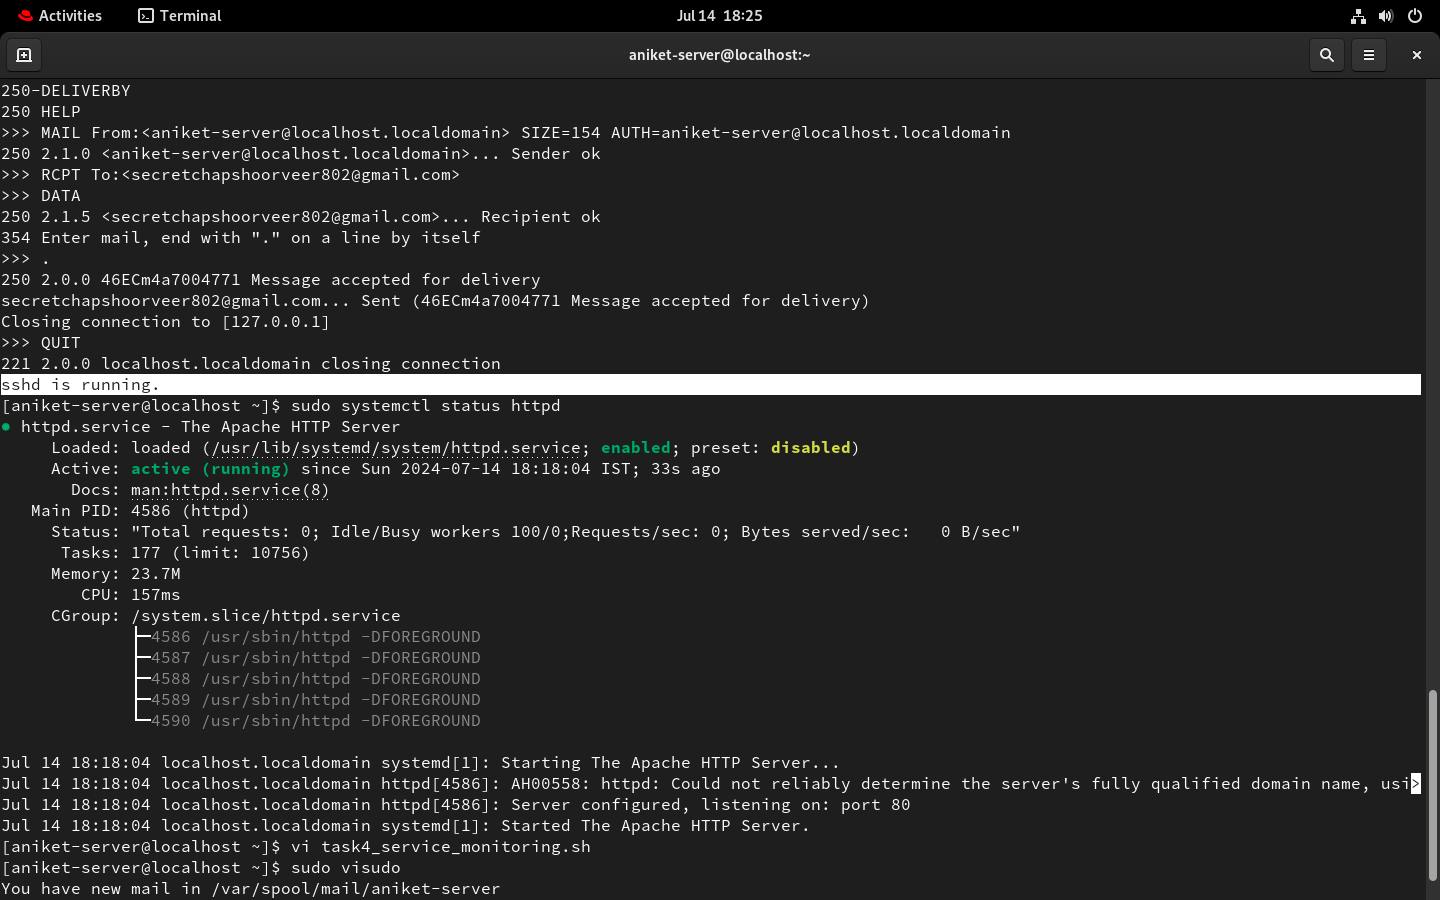 Activities
Terminal
Jul 14 18:25
aniket-server@localhost:~
250-DELIVERBY
250 HELP
>>> MAIL From:<aniket-server@localhost.localdomain> SIZE=154 AUTH=aniket-server@localhost.localdomain
250 2.1.0 <aniket-server@localhost.localdomain>... Sender ok
>>> RCPT To:<secretchapshoorveer802@gmail.com>
>>> DATA
250 2.1.5 <secretchapshoorveer802@gmail.com>... Recipient ok
354 Enter mail, end with "." on a line by itself
>>> .
250 2.0.0 46ECm4a7004771 Message accepted for delivery
secretchapshoorveer802@gmail.com... Sent (46ECm4a7004771 Message accepted for delivery)
Closing connection to [127.0.0.1]
>>> QUIT
221 2.0.0 localhost.localdomain closing connection
sshd is running.
[aniket-server@localhost ~]$ sudo systemctl status httpd
● httpd.service - The Apache HTTP Server
Loaded: loaded (/usr/lib/systemd/system/httpd.service; enabled; preset: disabled)
Active: active (running) since Sun 2024-07-14 18:18:04 IST; 33s ago
Docs: man:httpd.service(8)
Main PID: 4586 (httpd)
Status: "Total requests: 0; Idle/Busy workers 100/0;Requests/sec: 0; Bytes served/sec:   0 B/sec"
Tasks: 177 (limit: 10756)
Memory: 23.7M
CPU: 157ms
CGroup: /system.slice/httpd.service
├─4586 /usr/sbin/httpd -DFOREGROUND
├─4587 /usr/sbin/httpd -DFOREGROUND
├─4588 /usr/sbin/httpd -DFOREGROUND
├─4589 /usr/sbin/httpd -DFOREGROUND
└─4590 /usr/sbin/httpd -DFOREGROUND
Jul 14 18:18:04 localhost.localdomain systemd[1]: Starting The Apache HTTP Server...
Jul 14 18:18:04 localhost.localdomain httpd[4586]: AH00558: httpd: Could not reliably determine the server's fully qualified domain name, usi>
Jul 14 18:18:04 localhost.localdomain httpd[4586]: Server configured, listening on: port 80
Jul 14 18:18:04 localhost.localdomain systemd[1]: Started The Apache HTTP Server.
[aniket-server@localhost ~]$ vi task4_service_monitoring.sh
[aniket-server@localhost ~]$ sudo visudo
You have new mail in /var/spool/mail/aniket-server